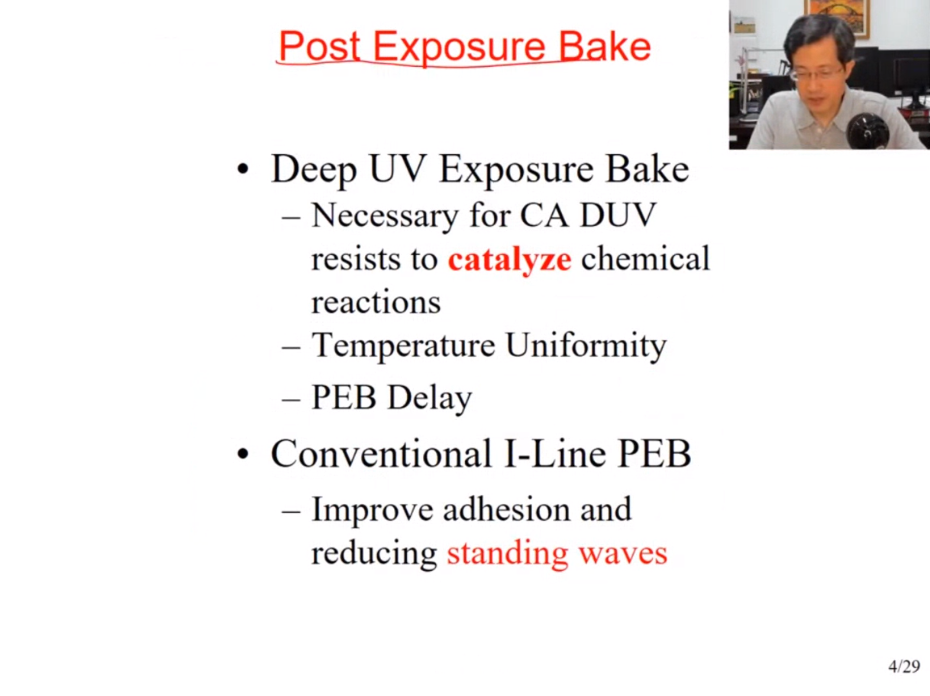 Post Exposure Bake
• Deep UV Exposure Bake
– Necessary for CA DUV
resists to catalyze chemical
reactions
– Temperature Uniformity
– PEB Delay
• Conventional I-Line PEB
– Improve adhesion and
reducing standing waves
4/29